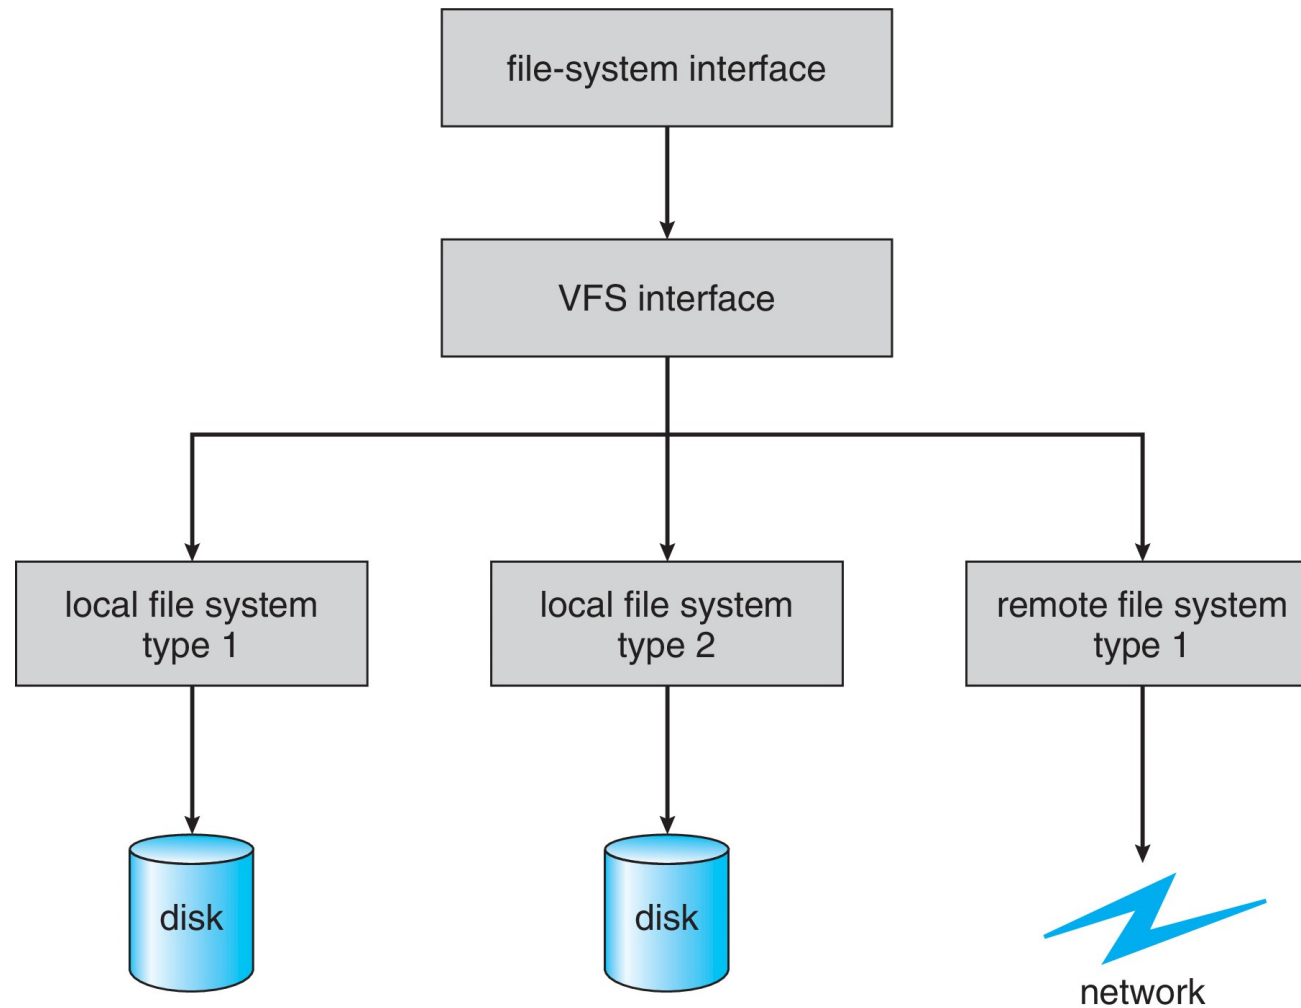 file-system interface
VFS interface
local file system
type 1
local file system
type 2
remote file system
type 1
disk
disk
network